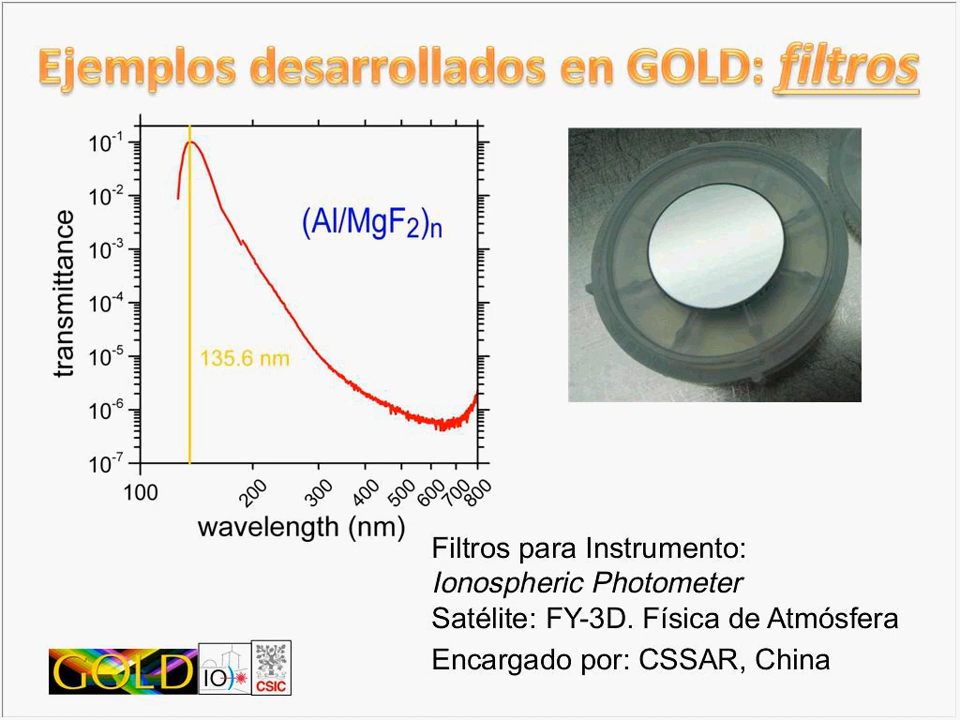 Ejemplos desarrollados en GOLD: filtros
transmittance
10⁻¹
10⁻²
10⁻³
10⁻⁴
10⁻⁵
10⁻⁶
10⁻⁷
(Al/MgF₂)n
135.6 nm
100 200 300 400 500 600 700 800
wavelength (nm)
Filtros para Instrumento:
Ionospheric Photometer
Satélite: FY-3D. Física de Atmósfera
Encargado por: CSSAR, China
GOLD IO CSIC